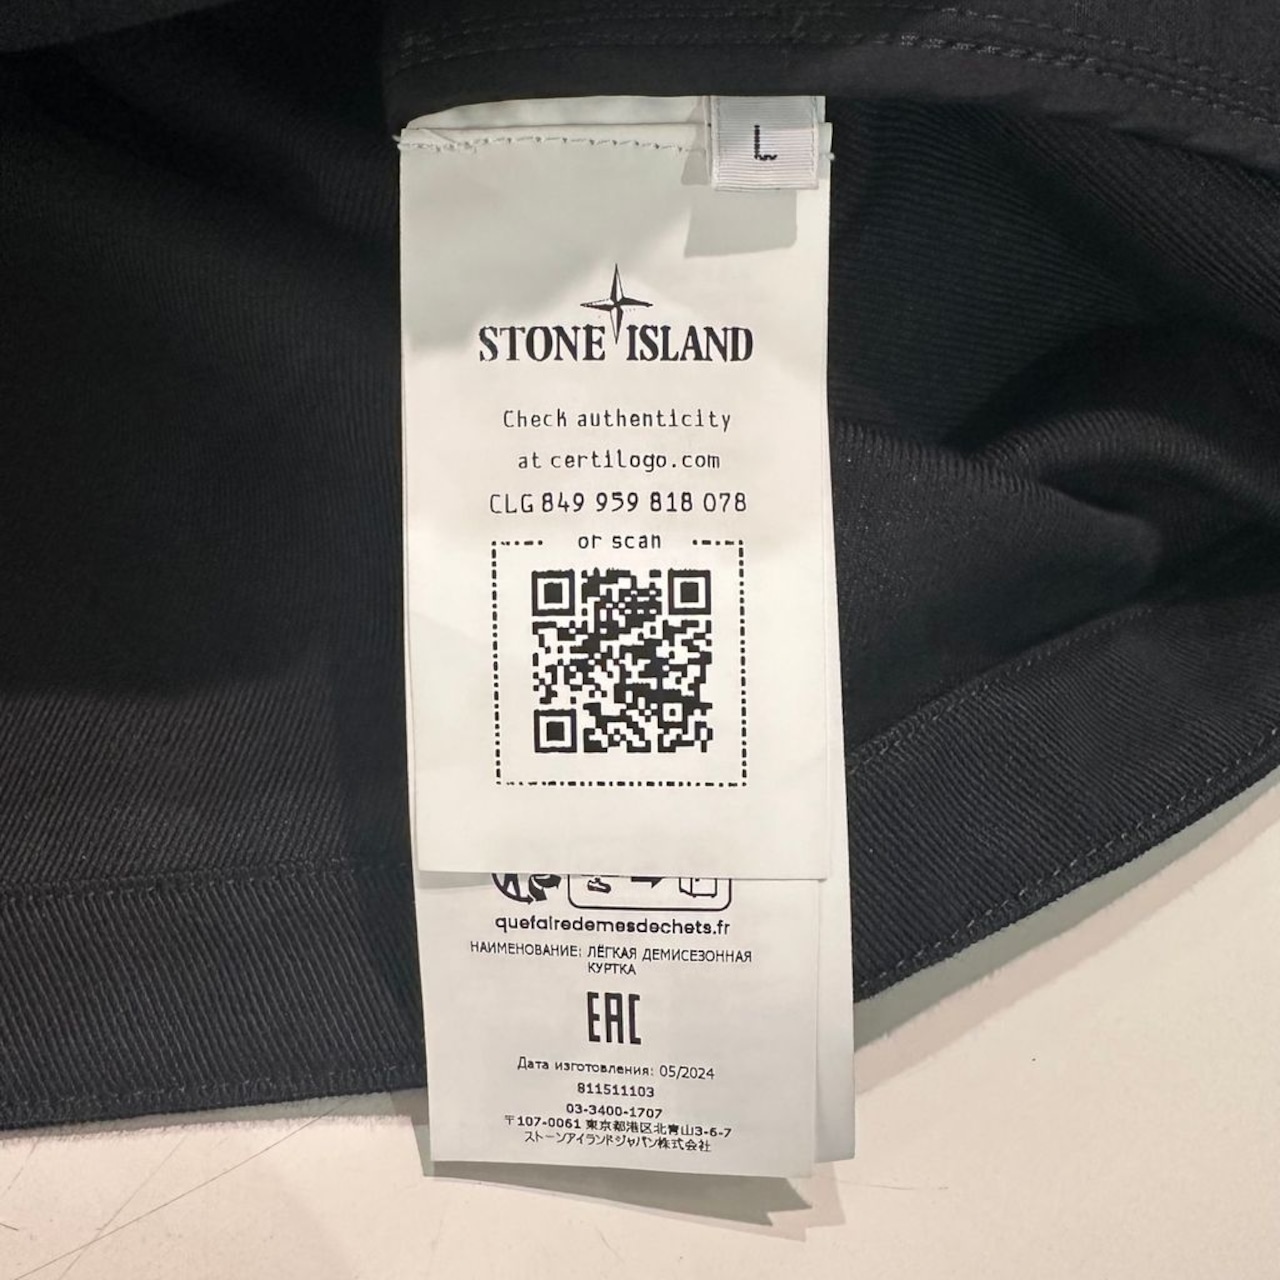 L
STONE ISLAND
Check authenticity
at certilogo.com
CLG 849 959 818 078
or scan
quefairedemesdechets.fr
НАИМЕНОВАНИЕ: ЛЁГКАЯ ДЕМИСЕЗОННАЯ
КУРТКА
EAC
Дата изготовления: 05/2024
811511103
03-3400-1707
〒107-0061 東京都港区北青山3-6-7
ストーンアイランドジャパン株式会社